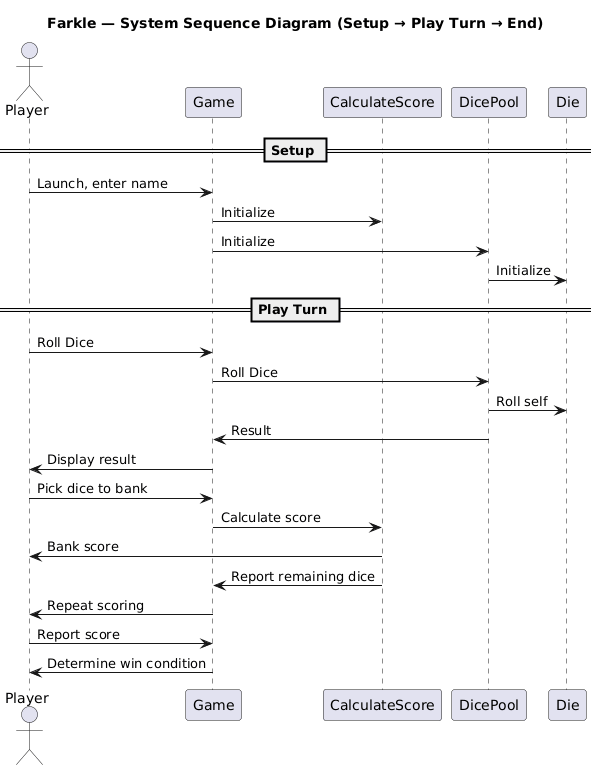 Farkle — System Sequence Diagram (Setup → Play Turn → End)
Player
Game
CalculateScore
DicePool
Die
Setup
Launch, enter name
Initialize
Initialize
Initialize
Play Turn
Roll Dice
Roll Dice
Roll self
Result
Display result
Pick dice to bank
Calculate score
Bank score
Report remaining dice
Repeat scoring
Report score
Determine win condition
Player
Game
CalculateScore
DicePool
Die